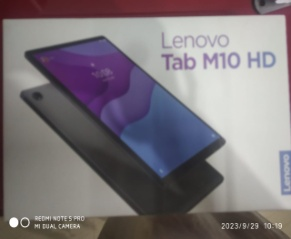 Lenovo
Tab M10 HD
Lenovo
REDMI NOTE 5 PRO
MI DUAL CAMERA
2023/9/29 10:19